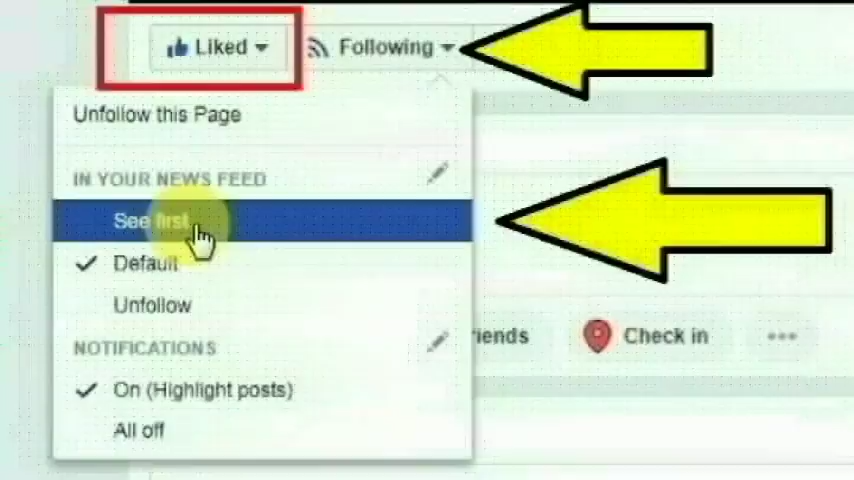 Liked Following
Unfollow this Page
IN YOUR NEWS FEED
See first
Default
Unfollow
iends Check in
NOTIFICATIONS
On (Highlight posts)
All off